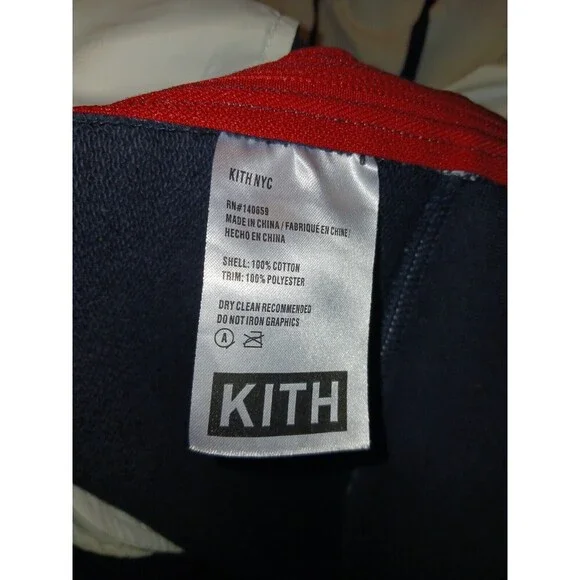 KITH NYC
RN#140659
MADE IN CHINA / FABRIQUÉ EN CHINE /
HECHO EN CHINA
SHELL: 100% COTTON
TRIM: 100% POLYESTER
DRY CLEAN RECOMMENDED
DO NOT IRON GRAPHICS
A
KITH